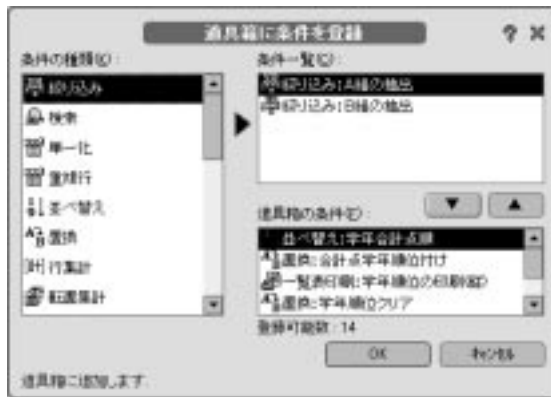 道具箱に条件を登録
条件の種類(K):
絞り込み
検索
単一化
重複行
並べ替え
置換
行集計
転置集計
条件一覧(C):
絞り込み:A組の抽出
絞り込み:B組の抽出
道具箱の条件(E):
並べ替え:学年合計点順
置換:合計点学年順位付け
一覧表印刷:学年順位の印刷
置換:学年順位クリア
登録可能数:14
OK
キャンセル
道具箱に追加します